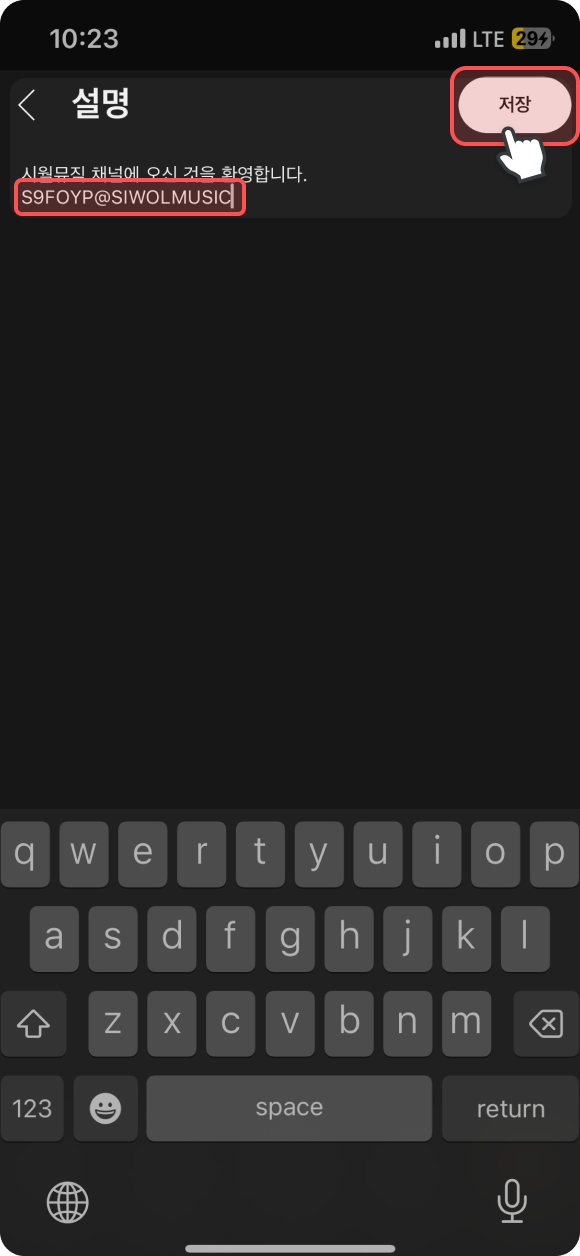 10:23
LTE 29
설명
저장
시월뮤직 채널에 오신 것을 환영합니다.
S9FOYP@SIWOLMUSIC
q w e r t y u i o p
a s d f g h j k l
z x c v b n m
123 space return